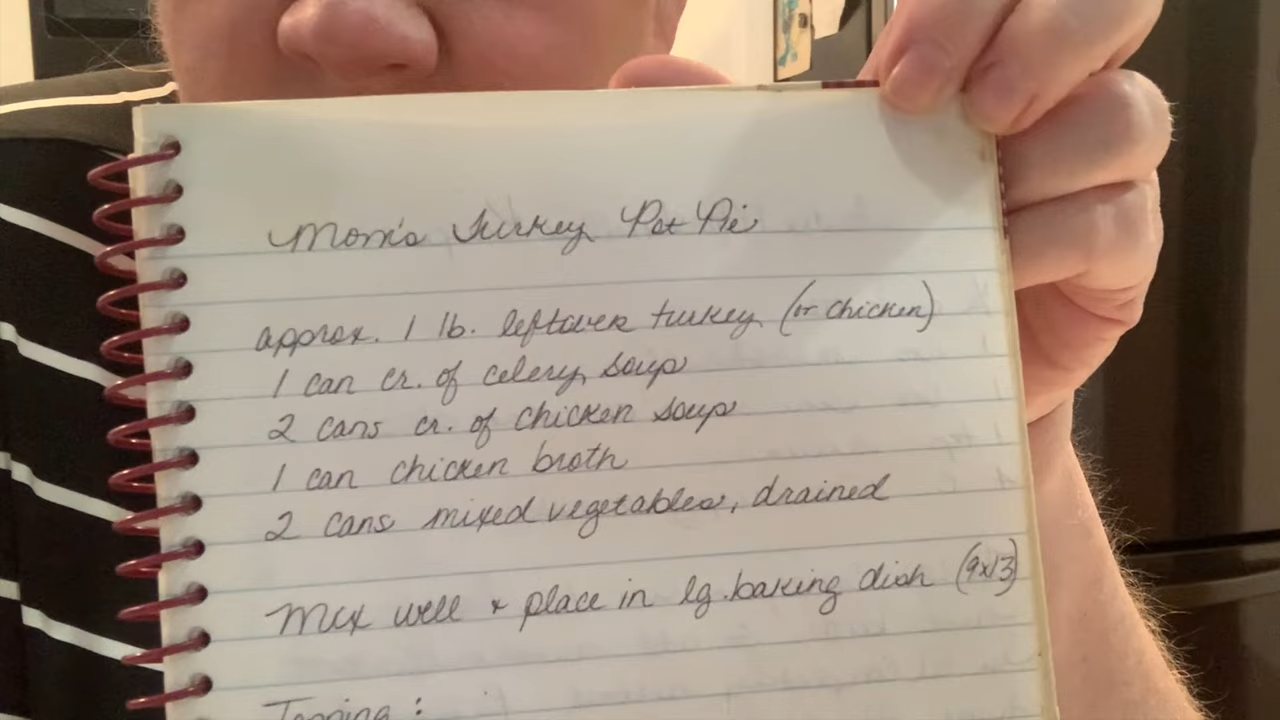 Mom's Turkey Pot Pie
approx. 1 lb. leftover turkey (or chicken)
1 can cr. of celery soup
2 cans cr. of chicken soup
1 can chicken broth
2 cans mixed vegetables, drained
Mix well + place in lg. baking dish (9x13)
Topping: